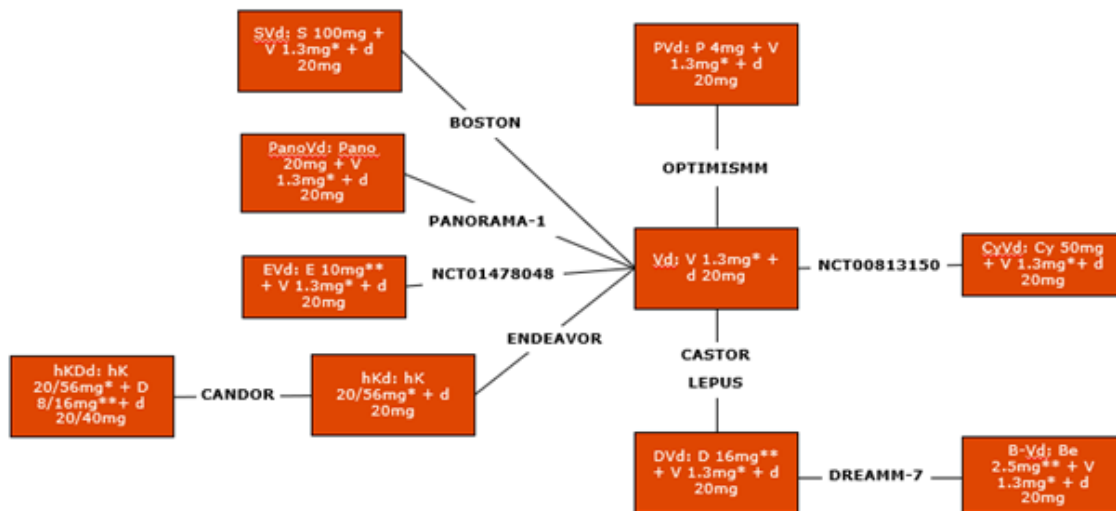 SVd: S 100mg +
V 1.3mg* + d
20mg
PVd: P 4mg + V
1.3mg* + d
20mg
BOSTON
PanoVd: Pano
20mg + V
1.3mg* + d
20mg
OPTIMISMM
PANORAMA-1
EVd: E 10mg**
+ V 1.3mg* + d
20mg
NCT01478048
Vd: V 1.3mg* +
d 20mg
NCT00813150
CyVd: Cy 50mg
+ V 1.3mg*+ d
20mg
ENDEAVOR
CASTOR
LEPUS
hKDd: hK
20/56mg* + D
8/16mg**+ d
20/40mg
CANDOR
hKd: hK
20/56mg* + d
20mg
DVd: D 16mg**
+ V 1.3mg* + d
20mg
DREAMM-7
B-Vd: Be
2.5mg** + V
1.3mg* + d
20mg